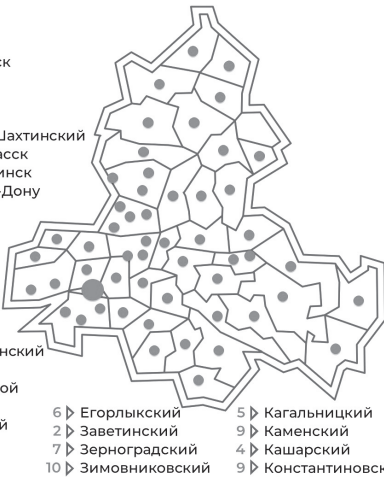 ск
Шахтинский
асск
инск
-Дону
нский
ой
й
6 Егорлыкский
2 Заветинский
7 Зерноградский
10 Зимовниковский
5 Кагальницкий
9 Каменский
4 Кашарский
9 Константиновск